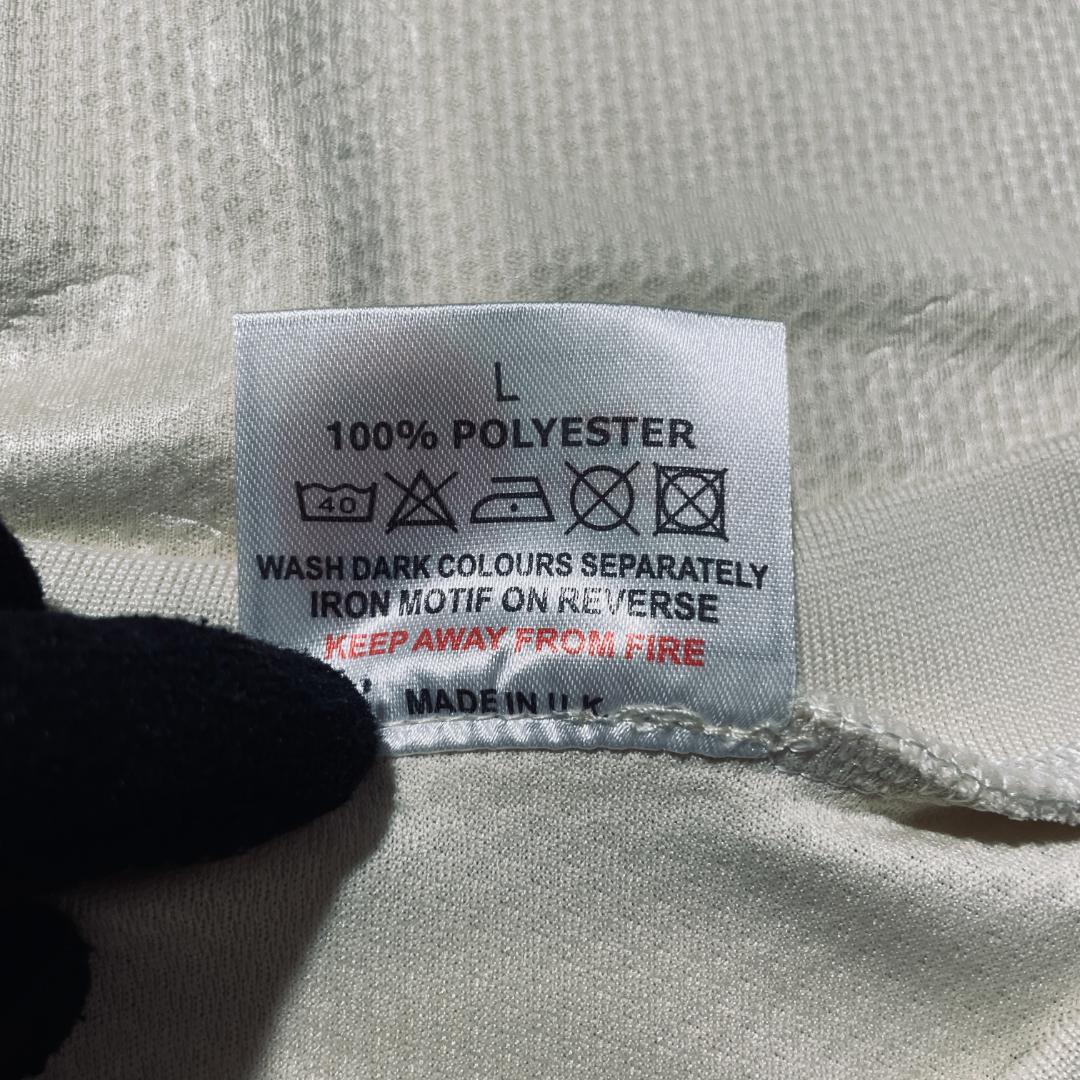 L
100% POLYESTER
40
WASH DARK COLOURS SEPARATELY
IRON MOTIF ON REVERSE
KEEP AWAY FROM FIRE
MADE IN U.K.